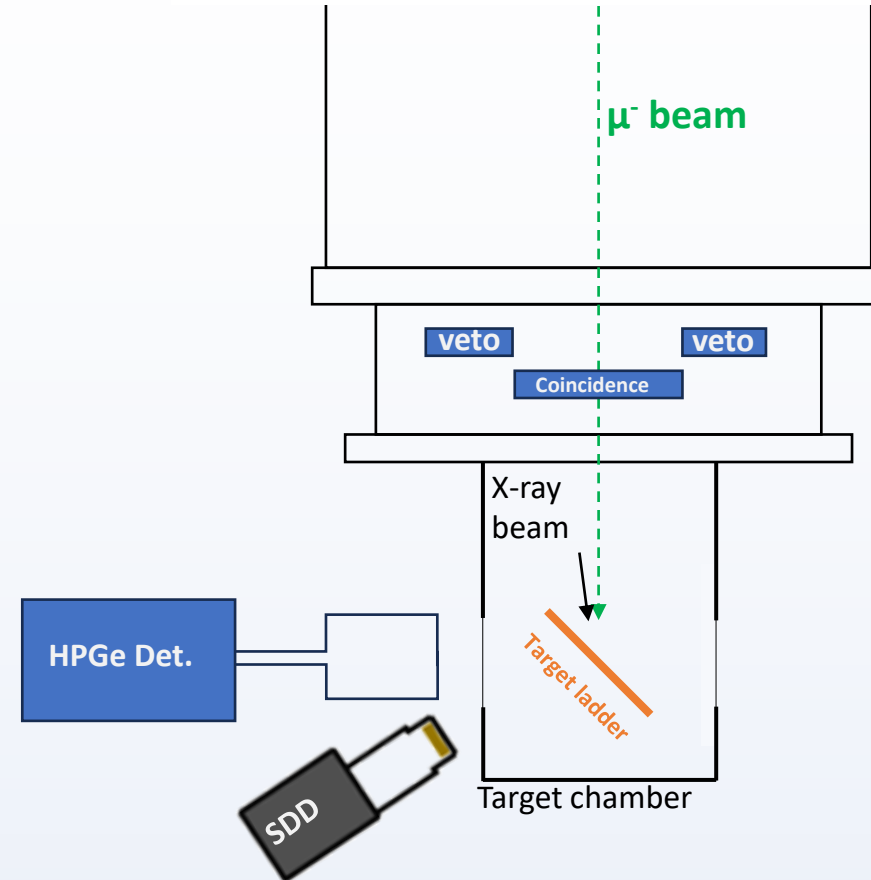 μ⁻ beam
veto
veto
Coincidence
X-ray
beam
HPGe Det.
Target ladder
SDD
Target chamber